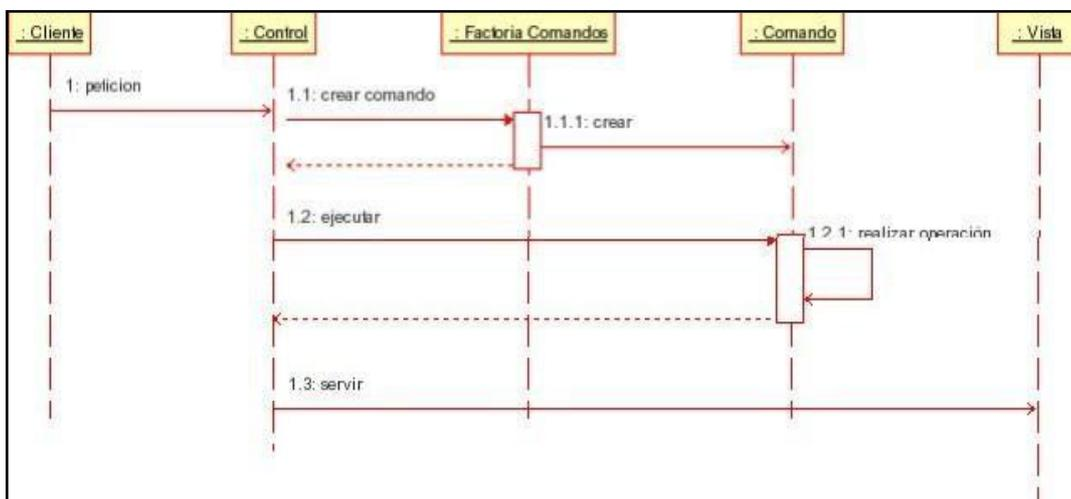 : Cliente
: Control
: Factoria Comandos
: Comando
: Vista
1: peticion
1.1: crear comando
1.1.1: crear
1.2: ejecutar
1.2.1: realizar operación
1.3: servir